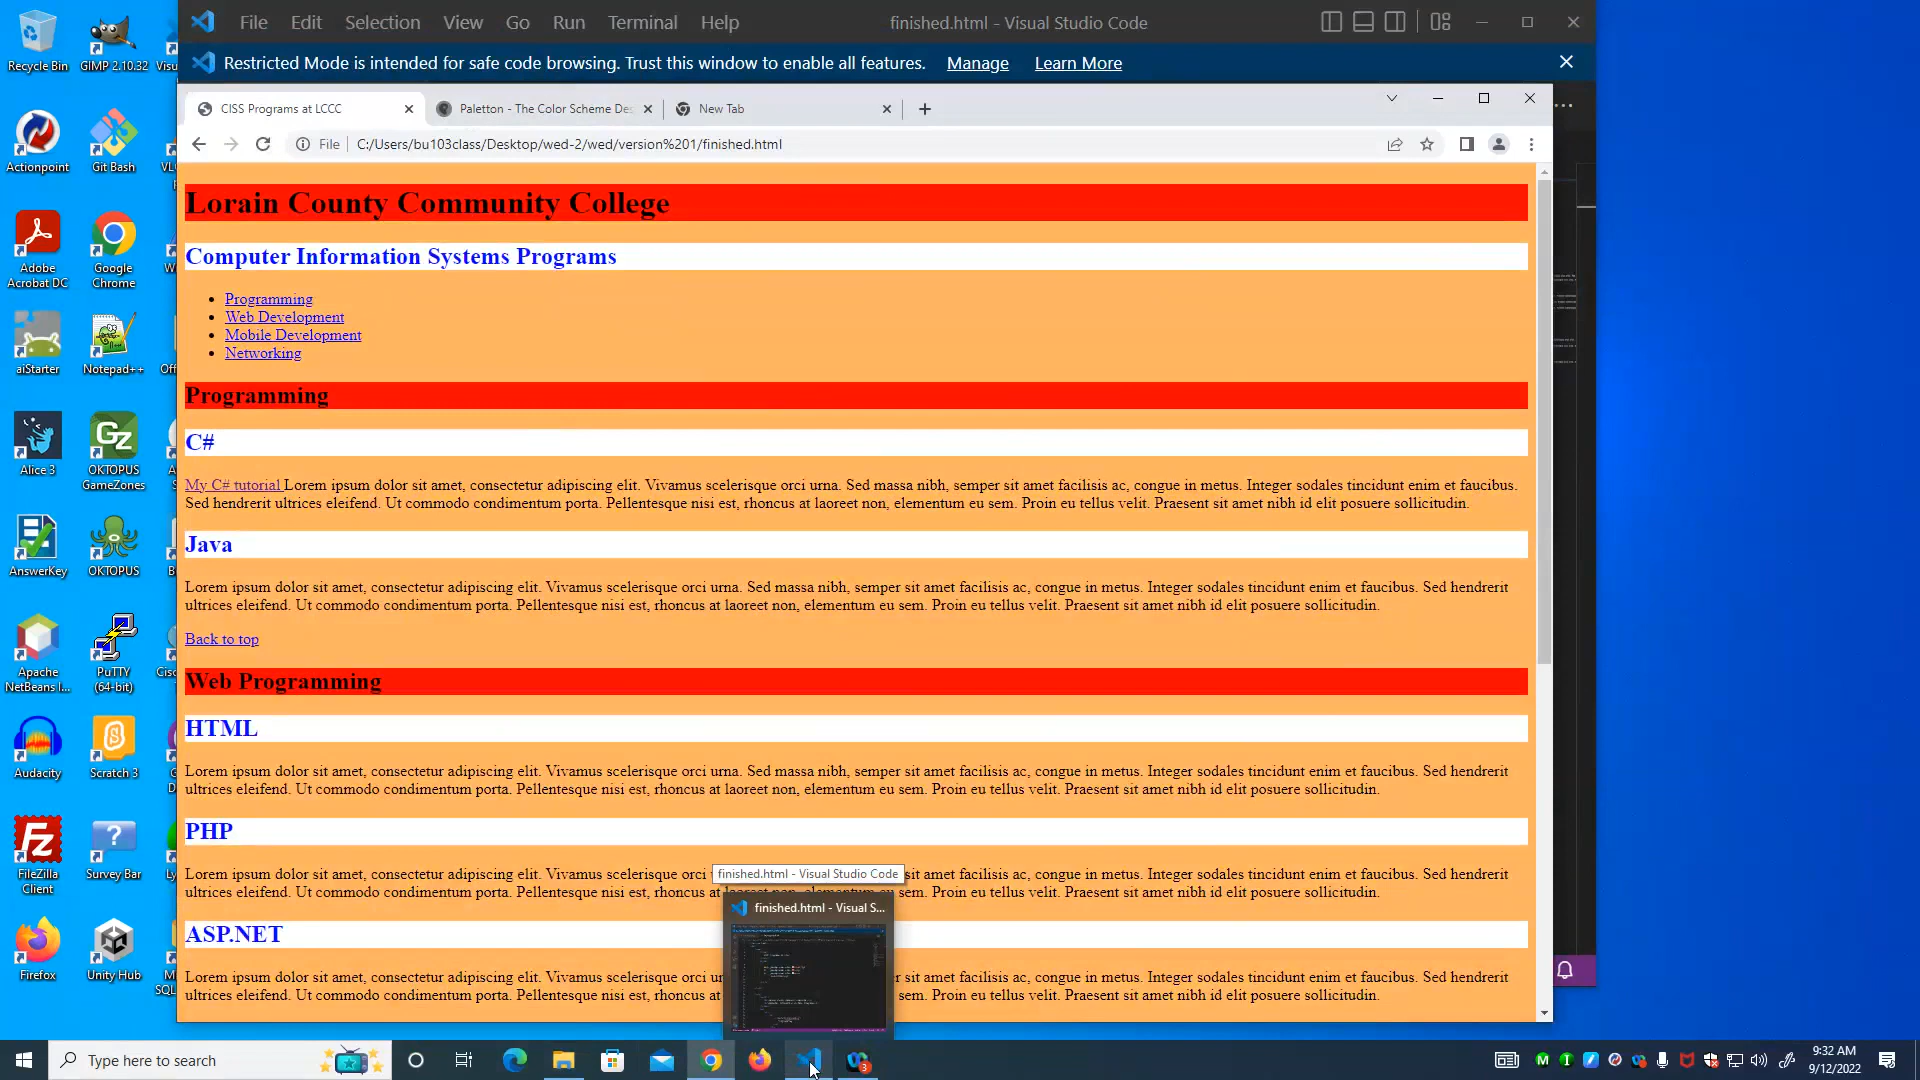 File Edit Selection View Go Run Terminal Help finished.html - Visual Studio Code
Restricted Mode is intended for safe code browsing. Trust this window to enable all features. Manage Learn More
CISS Programs at LCCC Paletton - The Color Scheme Des New Tab
File C:/Users/bu103class/Desktop/wed-2/wed/version%201/finished.html
Lorain County Community College
Computer Information Systems Programs
Programming
Web Development
Mobile Development
Networking
Programming
C#
My C# tutorial Lorem ipsum dolor sit amet, consectetur adipiscing elit. Vivamus scelerisque orci urna. Sed massa nibh, semper sit amet facilisis ac, congue in metus. Integer sodales tincidunt enim et faucibus.
Sed hendrerit ultrices eleifend. Ut commodo condimentum porta. Pellentesque nisi est, rhoncus at laoreet non, elementum eu sem. Proin eu tellus velit. Praesent sit amet nibh id elit posuere sollicitudin.
Java
Lorem ipsum dolor sit amet, consectetur adipiscing elit. Vivamus scelerisque orci urna. Sed massa nibh, semper sit amet facilisis ac, congue in metus. Integer sodales tincidunt enim et faucibus. Sed hendrerit
ultrices eleifend. Ut commodo condimentum porta. Pellentesque nisi est, rhoncus at laoreet non, elementum eu sem. Proin eu tellus velit. Praesent sit amet nibh id elit posuere sollicitudin.
Back to top
Web Programming
HTML
Lorem ipsum dolor sit amet, consectetur adipiscing elit. Vivamus scelerisque orci urna. Sed massa nibh, semper sit amet facilisis ac, congue in metus. Integer sodales tincidunt enim et faucibus. Sed hendrerit
ultrices eleifend. Ut commodo condimentum porta. Pellentesque nisi est, rhoncus at laoreet non, elementum eu sem. Proin eu tellus velit. Praesent sit amet nibh id elit posuere sollicitudin.
PHP
Lorem ipsum dolor sit amet, consectetur adipiscing elit. Vivamus scelerisque orci sit amet facilisis ac, congue in metus. Integer sodales tincidunt enim et faucibus. Sed hendrerit
ultrices eleifend. Ut commodo condimentum porta. Pellentesque nisi est, rhoncus at sem. Proin eu tellus velit. Praesent sit amet nibh id elit posuere sollicitudin.
finished.html - Visual Studio Code
finished.html - Visual S...
ASP.NET
Lorem ipsum dolor sit amet, consectetur adipiscing elit. Vivamus scelerisque orci sit amet facilisis ac, congue in metus. Integer sodales tincidunt enim et faucibus. Sed hendrerit
ultrices eleifend. Ut commodo condimentum porta. Pellentesque nisi est, rhoncus at sem. Proin eu tellus velit. Praesent sit amet nibh id elit posuere sollicitudin.
Recycle Bin GIMP 2.10.32
Actionpoint Git Bash
Adobe Acrobat DC Google Chrome
aiStarter Notepad++
Alice 3 OKTOPUS GameZones
AnswerKey OKTOPUS
Apache NetBeans I... PuTTY (64-bit)
Audacity Scratch 3
FileZilla Client Survey Bar
Firefox Unity Hub
Type here to search
9:32 AM
9/12/2022